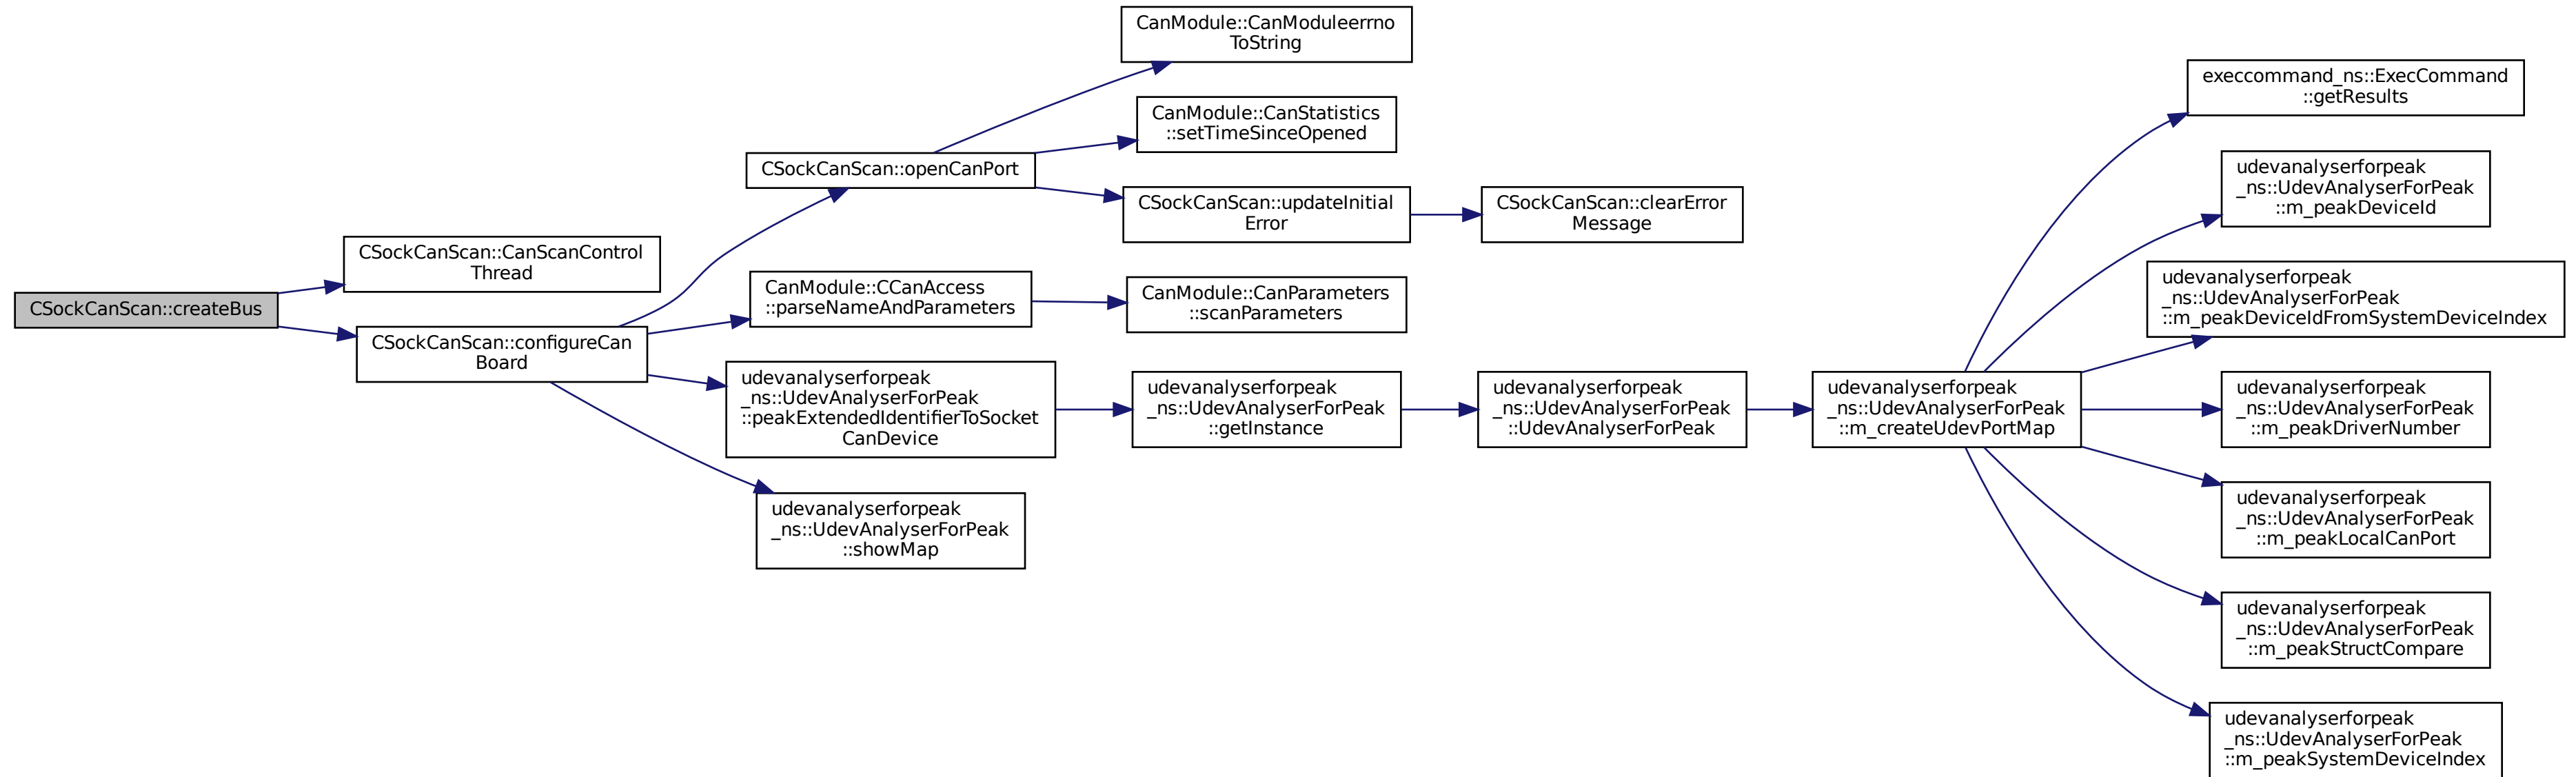 CSockCanScan::createBus
CSockCanScan::CanScanControl
Thread
CSockCanScan::configureCan
Board
CSockCanScan::openCanPort
CanModule::CCanAccess
::parseNameAndParameters
udevanalyserforpeak
_ns::UdevAnalyserForPeak
::peakExtendedIdentifierToSocket
CanDevice
udevanalyserforpeak
_ns::UdevAnalyserForPeak
::showMap
CanModule::CanModuleerrno
ToString
CanModule::CanStatistics
::setTimeSinceOpened
CSockCanScan::updateInitial
Error
CanModule::CanParameters
::scanParameters
udevanalyserforpeak
_ns::UdevAnalyserForPeak
::getInstance
CSockCanScan::clearError
Message
udevanalyserforpeak
_ns::UdevAnalyserForPeak
::UdevAnalyserForPeak
udevanalyserforpeak
_ns::UdevAnalyserForPeak
::m_createUdevPortMap
execcommand_ns::ExecCommand
::getResults
udevanalyserforpeak
_ns::UdevAnalyserForPeak
::m_peakDeviceId
udevanalyserforpeak
_ns::UdevAnalyserForPeak
::m_peakDeviceIdFromSystemDeviceIndex
udevanalyserforpeak
_ns::UdevAnalyserForPeak
::m_peakDriverNumber
udevanalyserforpeak
_ns::UdevAnalyserForPeak
::m_peakLocalCanPort
udevanalyserforpeak
_ns::UdevAnalyserForPeak
::m_peakStructCompare
udevanalyserforpeak
_ns::UdevAnalyserForPeak
::m_peakSystemDeviceIndex